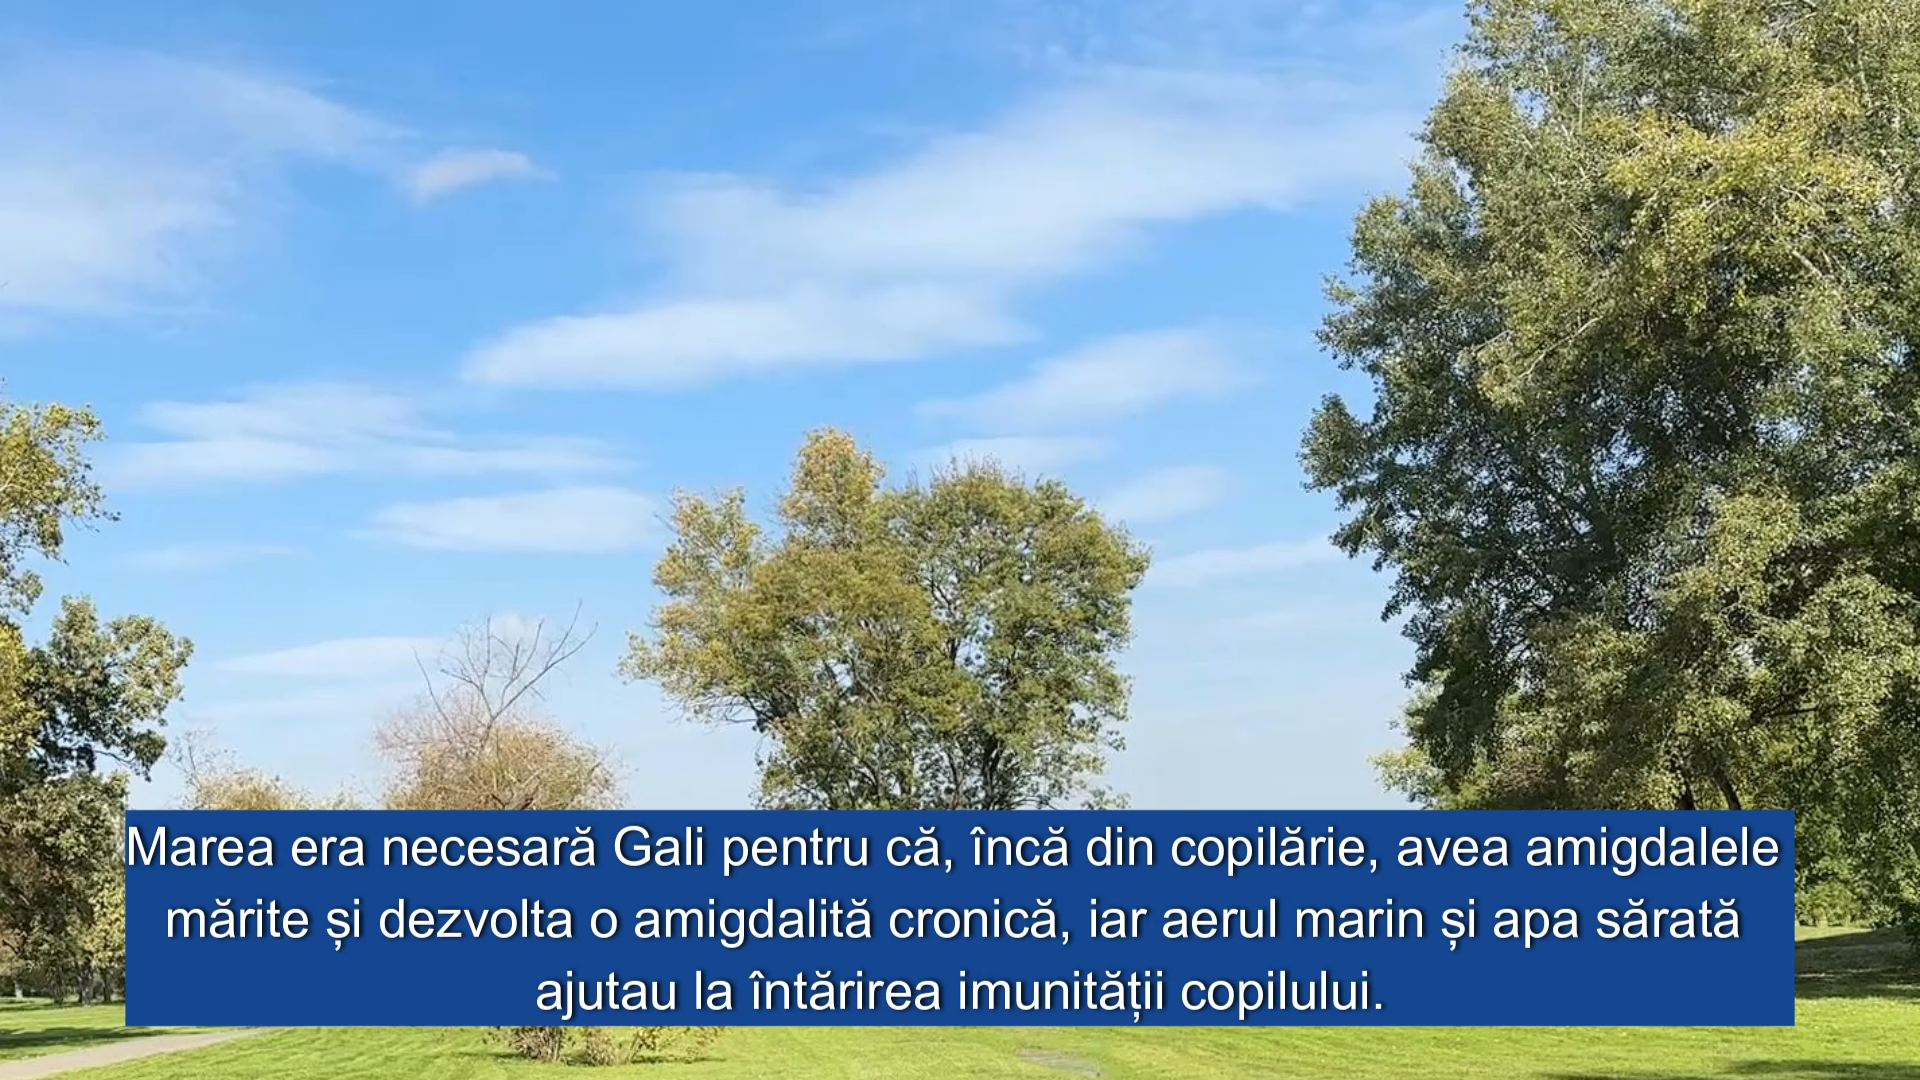 Marea era necesară Gali pentru că, încă din copilărie, avea amigdalele
mărite și dezvolta o amigdalită cronică, iar aerul marin și apa sărată
ajutau la întărirea imunității copilului.